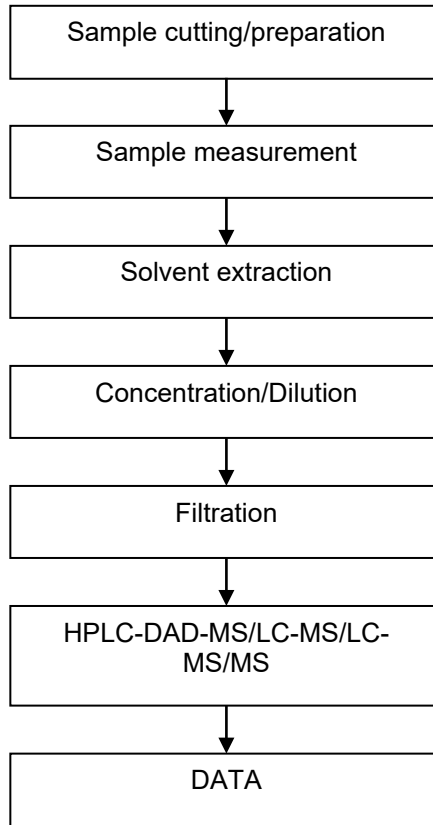 Sample cutting/preparation
Sample measurement
Solvent extraction
Concentration/Dilution
Filtration
HPLC-DAD-MS/LC-MS/LC-
MS/MS
DATA